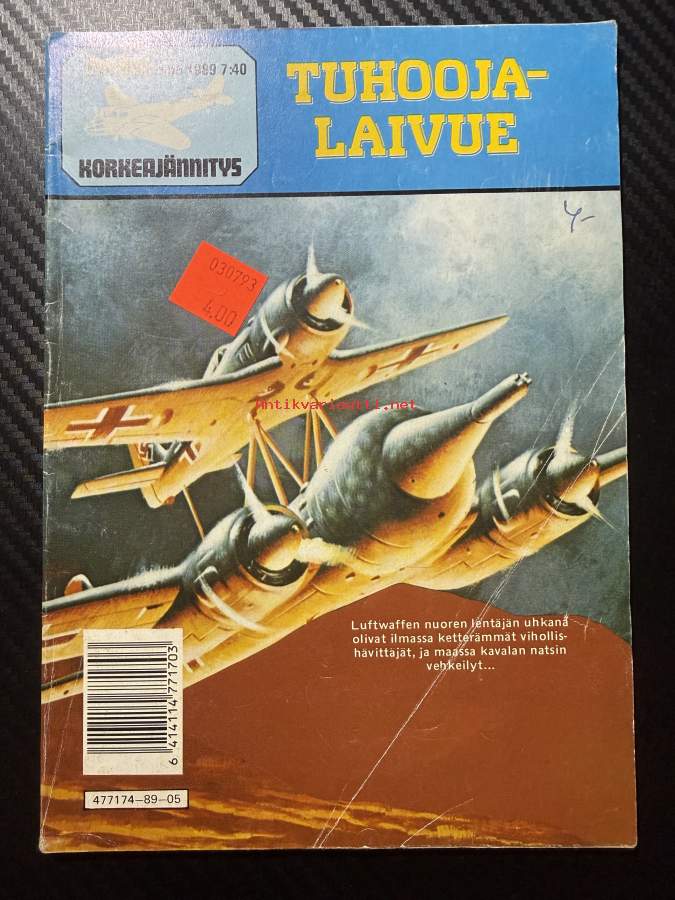 1989 7:40
KORKEAJÄNNITYS
TUHOOJA-
LAIVUE
4-
030793
4.00
Antikvariaatti.net
Luftwaffen nuoren lentäjän uhkana
olivat ilmassa ketterämmät vihollis-
hävittäjät, ja maassa kavalan natsin
vehkeilyt...
6 414114 771703
477174-89-05